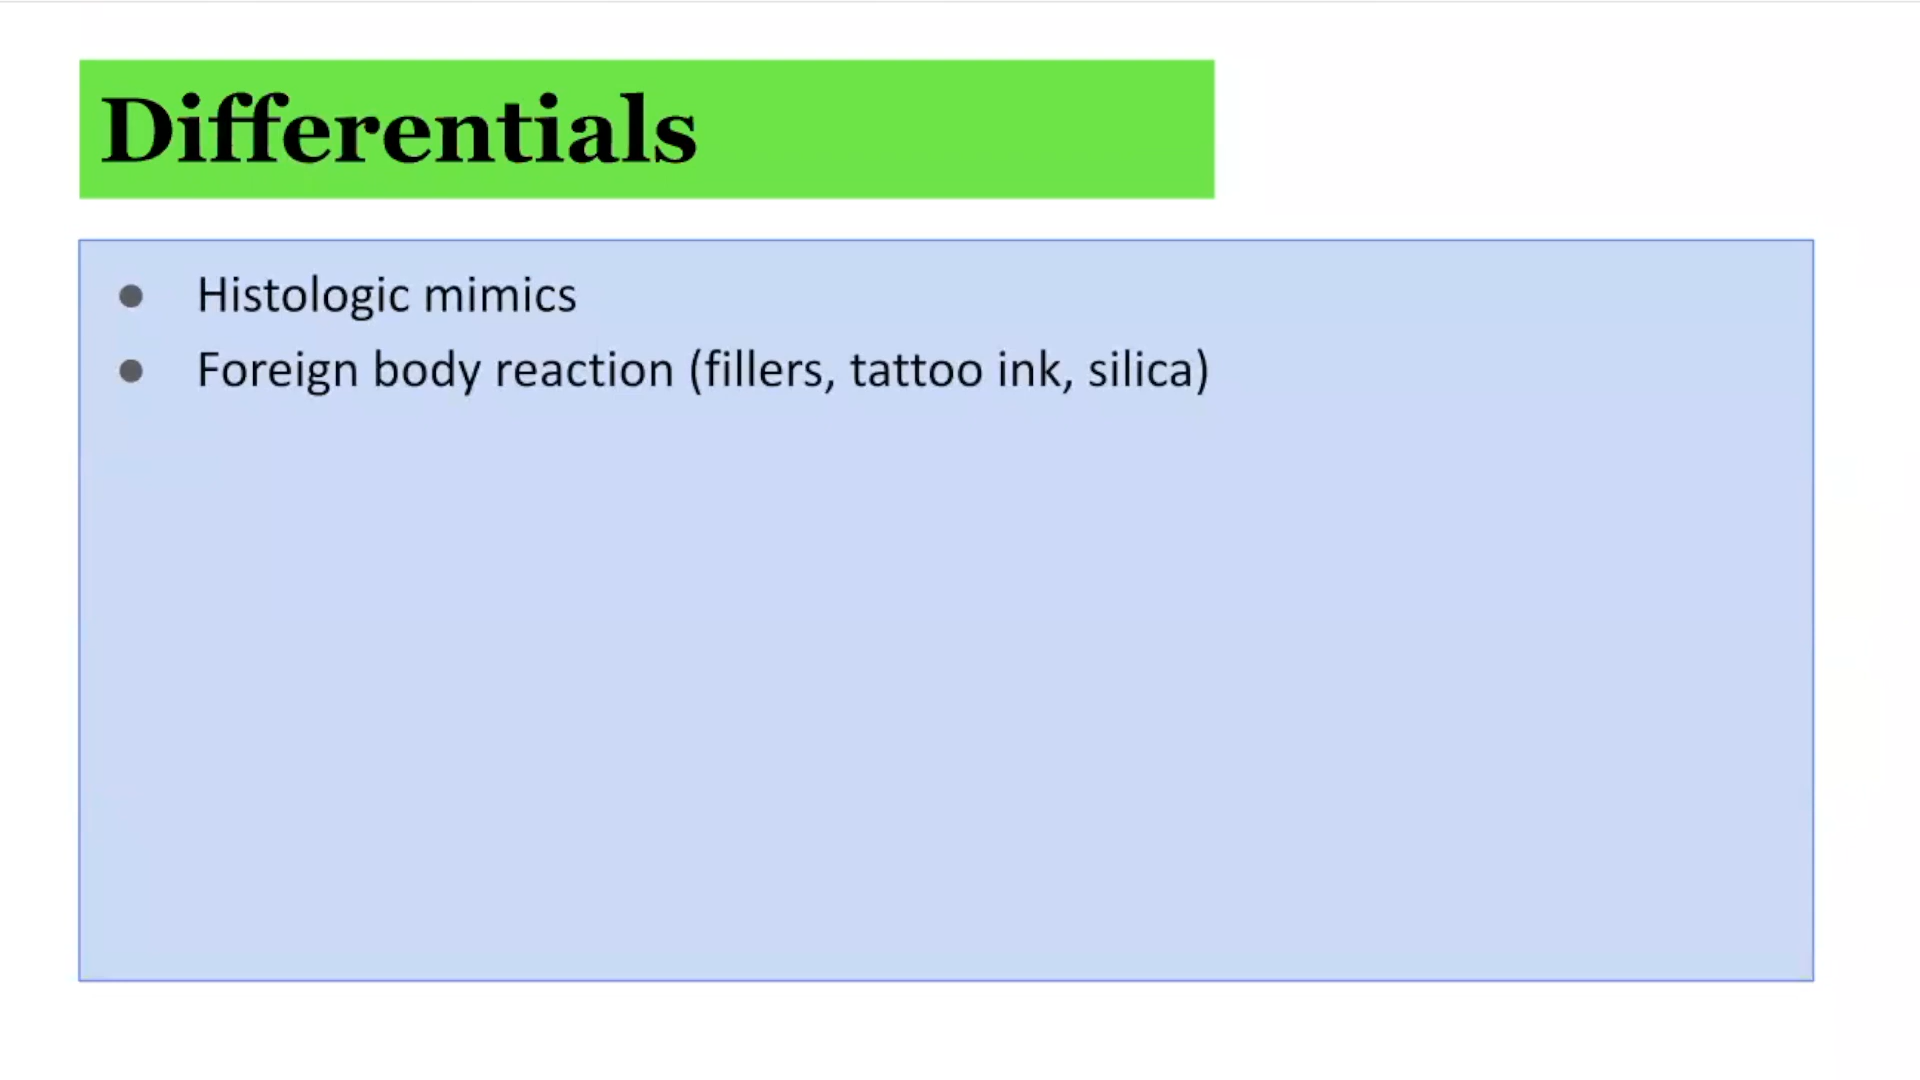 Differentials
● Histologic mimics
● Foreign body reaction (fillers, tattoo ink, silica)